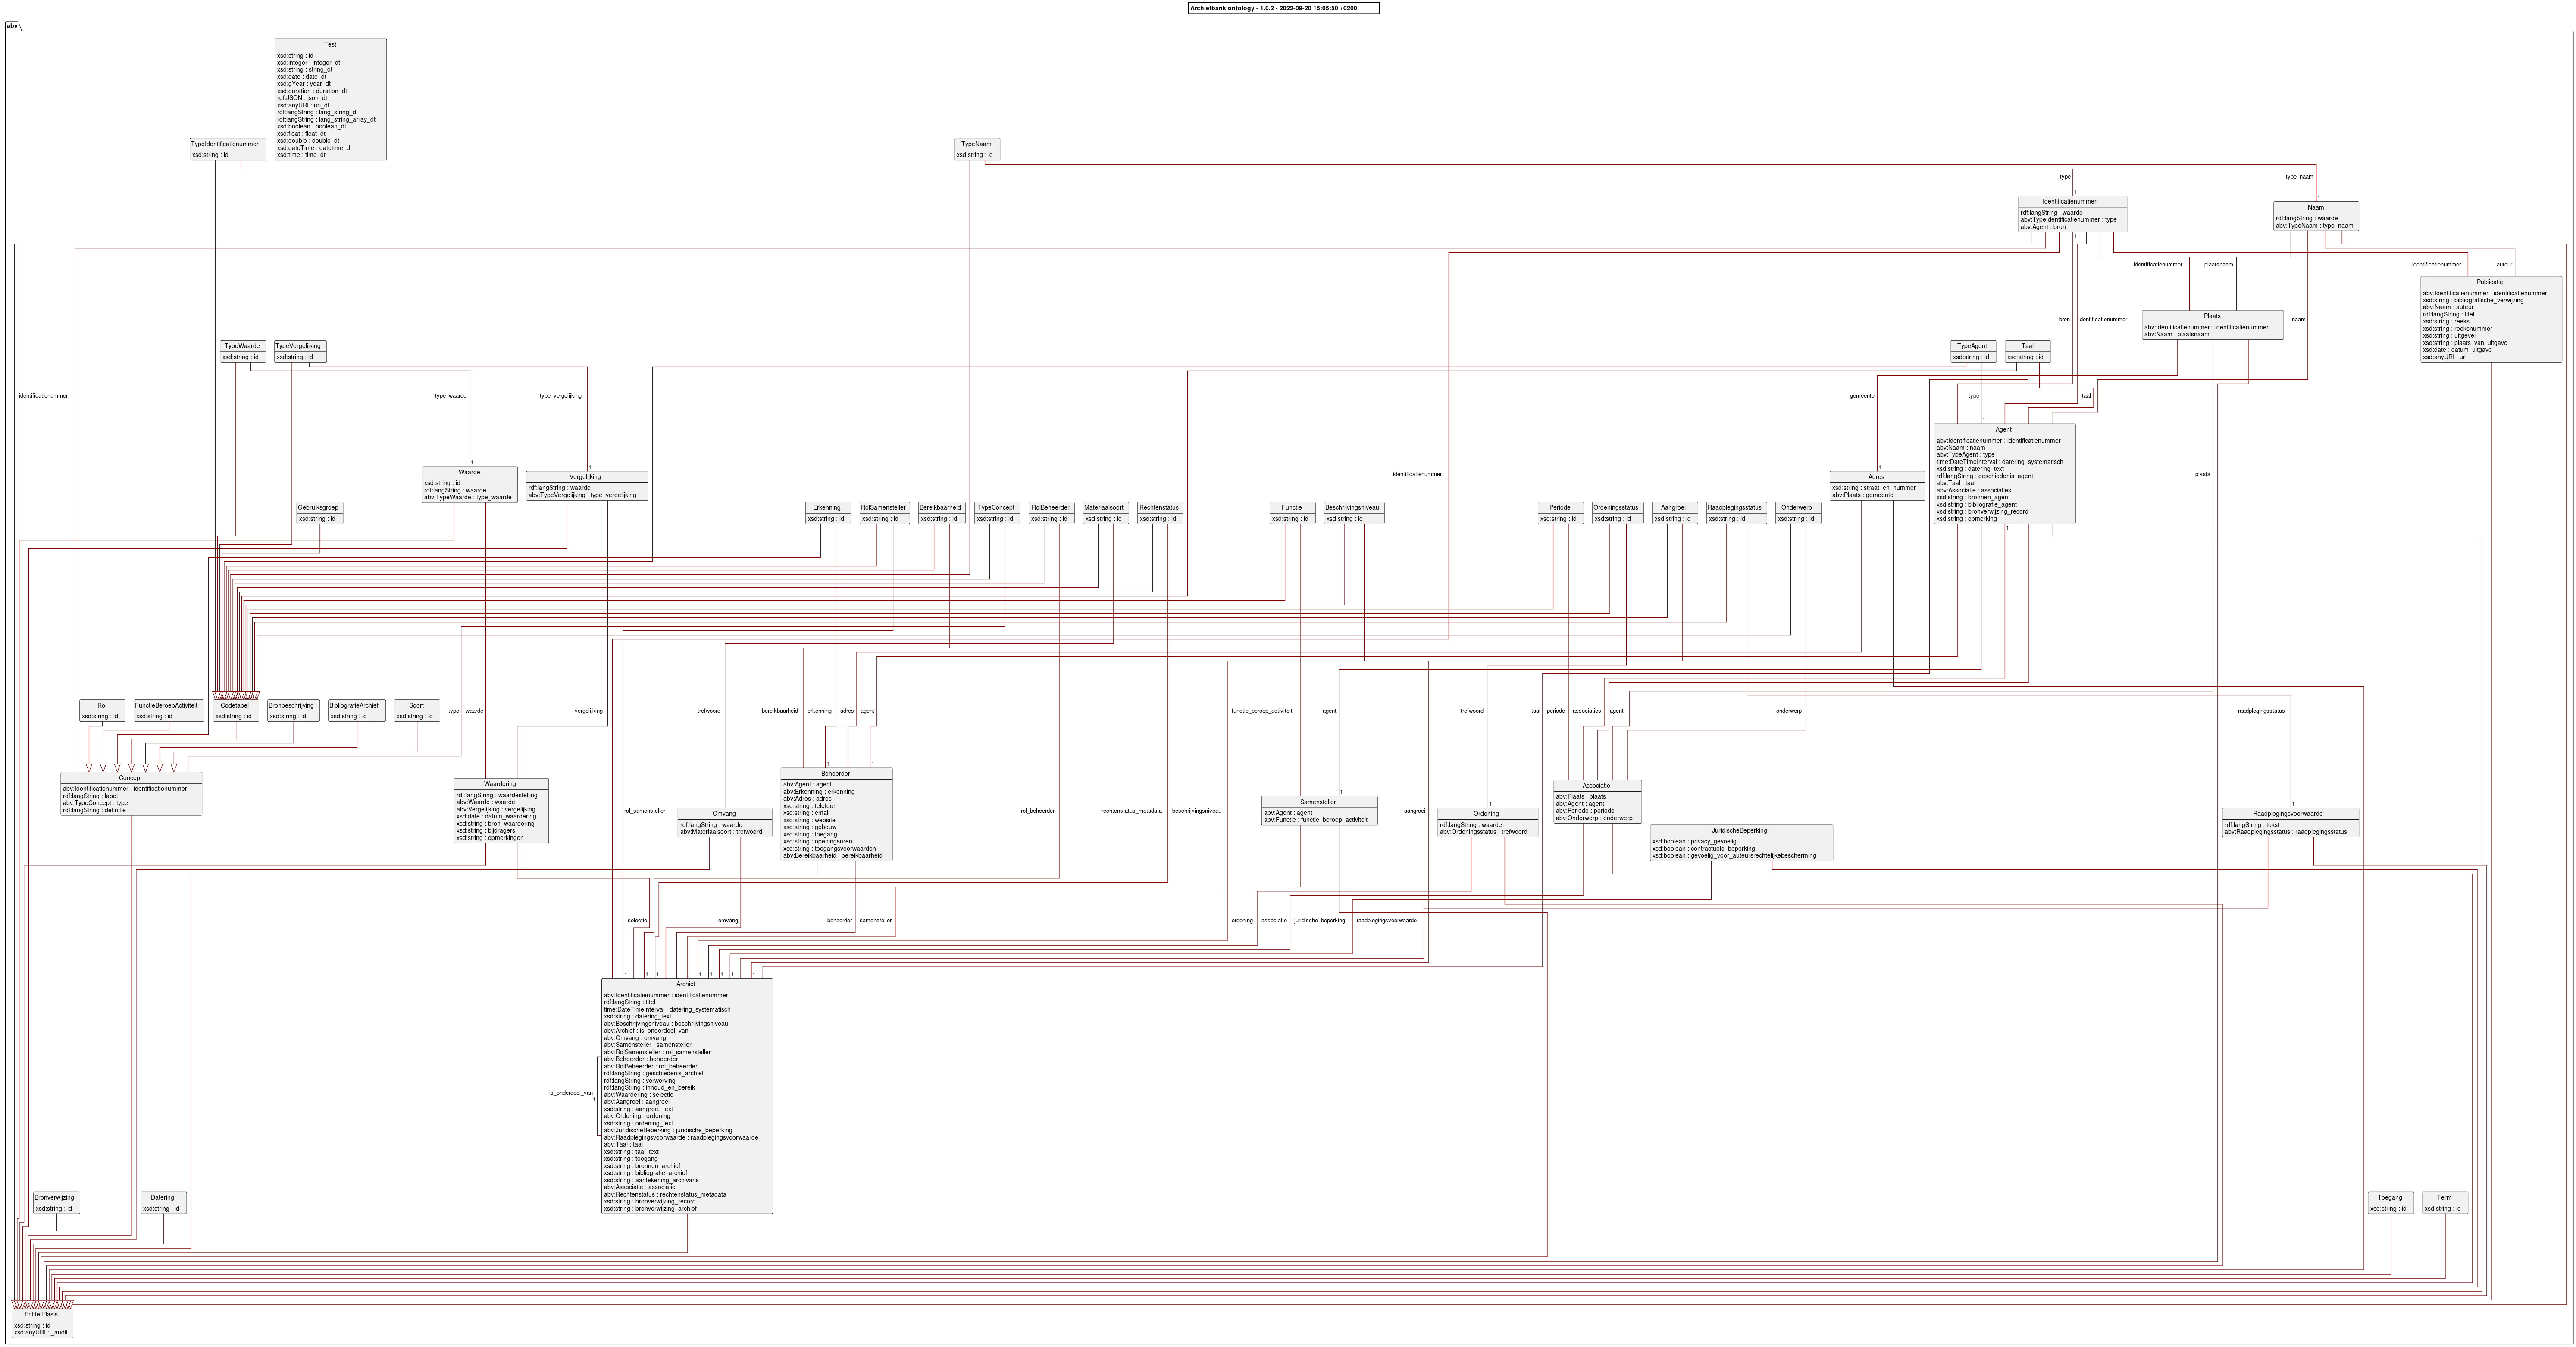 Archiefbank ontology - 1.0.2 - 2022-09-20 15:05:50 +0200
abv
Test
xsd:string : id
xsd:integer : integer_dt
xsd:string : string_dt
xsd:date : date_dt
xsd:gYear : year_dt
xsd:duration : duration_dt
rdf:JSON : json_dt
xsd:anyURI : uri_dt
rdf:langString : lang_string_dt
rdf:langString : lang_string_array_dt
xsd:boolean : boolean_dt
xsd:float : float_dt
xsd:double : double_dt
xsd:dateTime : datetime_dt
xsd:time : time_dt
TypeIdentificatienummer
xsd:string : id
TypeNaam
xsd:string : id
type
1
type_naam
1
Identificatienummer
rdf:langString : waarde
abv:TypeIdentificatienummer : type
abv:Agent : bron
1
Naam
rdf:langString : waarde
abv:TypeNaam : type_naam
identificatienummer
plaatsnaam
identificatienummer
auteur
Publicatie
abv:Identificatienummer : identificatienummer
xsd:string : bibliografische_verwijzing
abv:Naam : auteur
rdf:langString : titel
xsd:string : reeks
xsd:string : reeksnummer
xsd:string : uitgever
xsd:string : plaats_van_uitgave
xsd:date : datum_uitgave
xsd:anyURI : url
bron
identificatienummer
naam
Plaats
abv:Identificatienummer : identificatienummer
abv:Naam : plaatsnaam
TypeWaarde
xsd:string : id
TypeVergelijking
xsd:string : id
TypeAgent
xsd:string : id
Taal
xsd:string : id
identificatienummer
type_waarde
type_vergelijking
gemeente
type
taal
1
Agent
abv:Identificatienummer : identificatienummer
abv:Naam : naam
abv:TypeAgent : type
time:DateTimeInterval : datering_systematisch
xsd:string : datering_text
rdf:langString : geschiedenis_agent
abv:Taal : taal
abv:Associatie : associaties
xsd:string : bronnen_agent
xsd:string : bibliografie_agent
xsd:string : bronverwijzing_record
xsd:string : opmerking
1
1
Waarde
xsd:string : id
rdf:langString : waarde
abv:TypeWaarde : type_waarde
1
Vergelijking
rdf:langString : waarde
abv:TypeVergelijking : type_vergelijking
identificatienummer
1
Adres
xsd:string : straat_en_nummer
abv:Plaats : gemeente
plaats
Gebruiksgroep
xsd:string : id
Erkenning
xsd:string : id
RolSamensteller
xsd:string : id
Bereikbaarheid
xsd:string : id
TypeConcept
xsd:string : id
RolBeheerder
xsd:string : id
Materiaalsoort
xsd:string : id
Rechtenstatus
xsd:string : id
Functie
xsd:string : id
Beschrijvingsniveau
xsd:string : id
Periode
xsd:string : id
Ordeningsstatus
xsd:string : id
Aangroei
xsd:string : id
Raadplegingsstatus
xsd:string : id
Onderwerp
xsd:string : id
Rol
xsd:string : id
FunctieBeroepActiviteit
xsd:string : id
Codetabel
xsd:string : id
Bronbeschrijving
xsd:string : id
BibliografieArchief
xsd:string : id
Soort
xsd:string : id
type
waarde
vergelijking
trefwoord
bereikbaarheid
erkenning
adres
agent
functie_beroep_activiteit
agent
trefwoord
taal
periode
associaties
agent
onderwerp
raadplegingsstatus
Concept
abv:Identificatienummer : identificatienummer
rdf:langString : label
abv:TypeConcept : type
rdf:langString : definitie
Waardering
rdf:langString : waardestelling
abv:Waarde : waarde
abv:Vergelijking : vergelijking
xsd:date : datum_waardering
xsd:string : bron_waardering
xsd:string : bijdragers
xsd:string : opmerkingen
rol_samensteller
Omvang
rdf:langString : waarde
abv:Materiaalsoort : trefwoord
1
1
Beheerder
abv:Agent : agent
abv:Erkenning : erkenning
abv:Adres : adres
xsd:string : telefoon
xsd:string : email
xsd:string : website
xsd:string : gebouw
xsd:string : toegang
xsd:string : openingsuren
xsd:string : toegangsvoorwaarden
abv:Bereikbaarheid : bereikbaarheid
rol_beheerder
rechtenstatus_metadata
beschrijvingsniveau
1
Samensteller
abv:Agent : agent
abv:Functie : functie_beroep_activiteit
aangroei
1
Ordening
rdf:langString : waarde
abv:Ordeningsstatus : trefwoord
Associatie
abv:Plaats : plaats
abv:Agent : agent
abv:Periode : periode
abv:Onderwerp : onderwerp
JuridischeBeperking
xsd:boolean : privacy_gevoelig
xsd:boolean : contractuele_beperking
xsd:boolean : gevoelig_voor_auteursrechtelijkebescherming
1
Raadplegingsvoorwaarde
rdf:langString : tekst
abv:Raadplegingsstatus : raadplegingsstatus
selectie
omvang
beheerder
samensteller
ordening
associatie
juridische_beperking
raadplegingsvoorwaarde
1
1
1
1
1
1
1
1
Archief
abv:Identificatienummer : identificatienummer
rdf:langString : titel
time:DateTimeInterval : datering_systematisch
xsd:string : datering_text
abv:Beschrijvingsniveau : beschrijvingsniveau
abv:Archief : is_onderdeel_van
abv:Omvang : omvang
abv:Samensteller : samensteller
abv:RolSamensteller : rol_samensteller
abv:Beheerder : beheerder
abv:RolBeheerder : rol_beheerder
rdf:langString : geschiedenis_archief
rdf:langString : verwerving
rdf:langString : inhoud_en_bereik
abv:Waardering : selectie
abv:Aangroei : aangroei
xsd:string : aangroei_text
abv:Ordening : ordening
xsd:string : ordening_text
abv:JuridischeBeperking : juridische_beperking
abv:Raadplegingsvoorwaarde : raadplegingsvoorwaarde
abv:Taal : taal
xsd:string : taal_text
xsd:string : toegang
xsd:string : bronnen_archief
xsd:string : bibliografie_archief
xsd:string : aantekening_archivaris
abv:Associatie : associatie
abv:Rechtenstatus : rechtenstatus_metadata
xsd:string : bronverwijzing_record
xsd:string : bronverwijzing_archief
is_onderdeel_van
1
Bronverwijzing
xsd:string : id
Datering
xsd:string : id
Toegang
xsd:string : id
Term
xsd:string : id
EntiteitBasis
xsd:string : id
xsd:anyURI : _audit